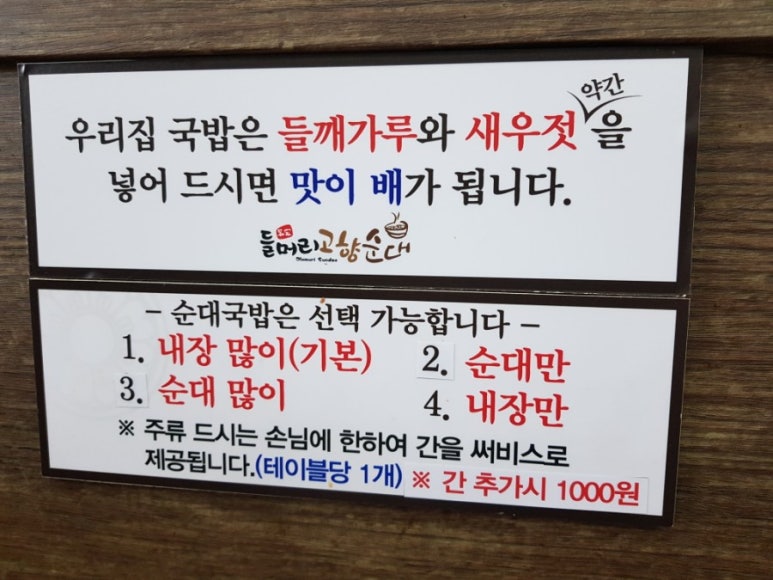 우리집 국밥은 들깨가루와 새우젓 약간 을
넣어 드시면 맛이 배가 됩니다.
들머리고향순대
- 순대국밥은 선택 가능합니다 -
1. 내장 많이(기본) 2. 순대만
3. 순대 많이 4. 내장만
※ 주류 드시는 손님에 한하여 간을 써비스로
제공됩니다.(테이블당 1개) ※ 간 추가시 1000원